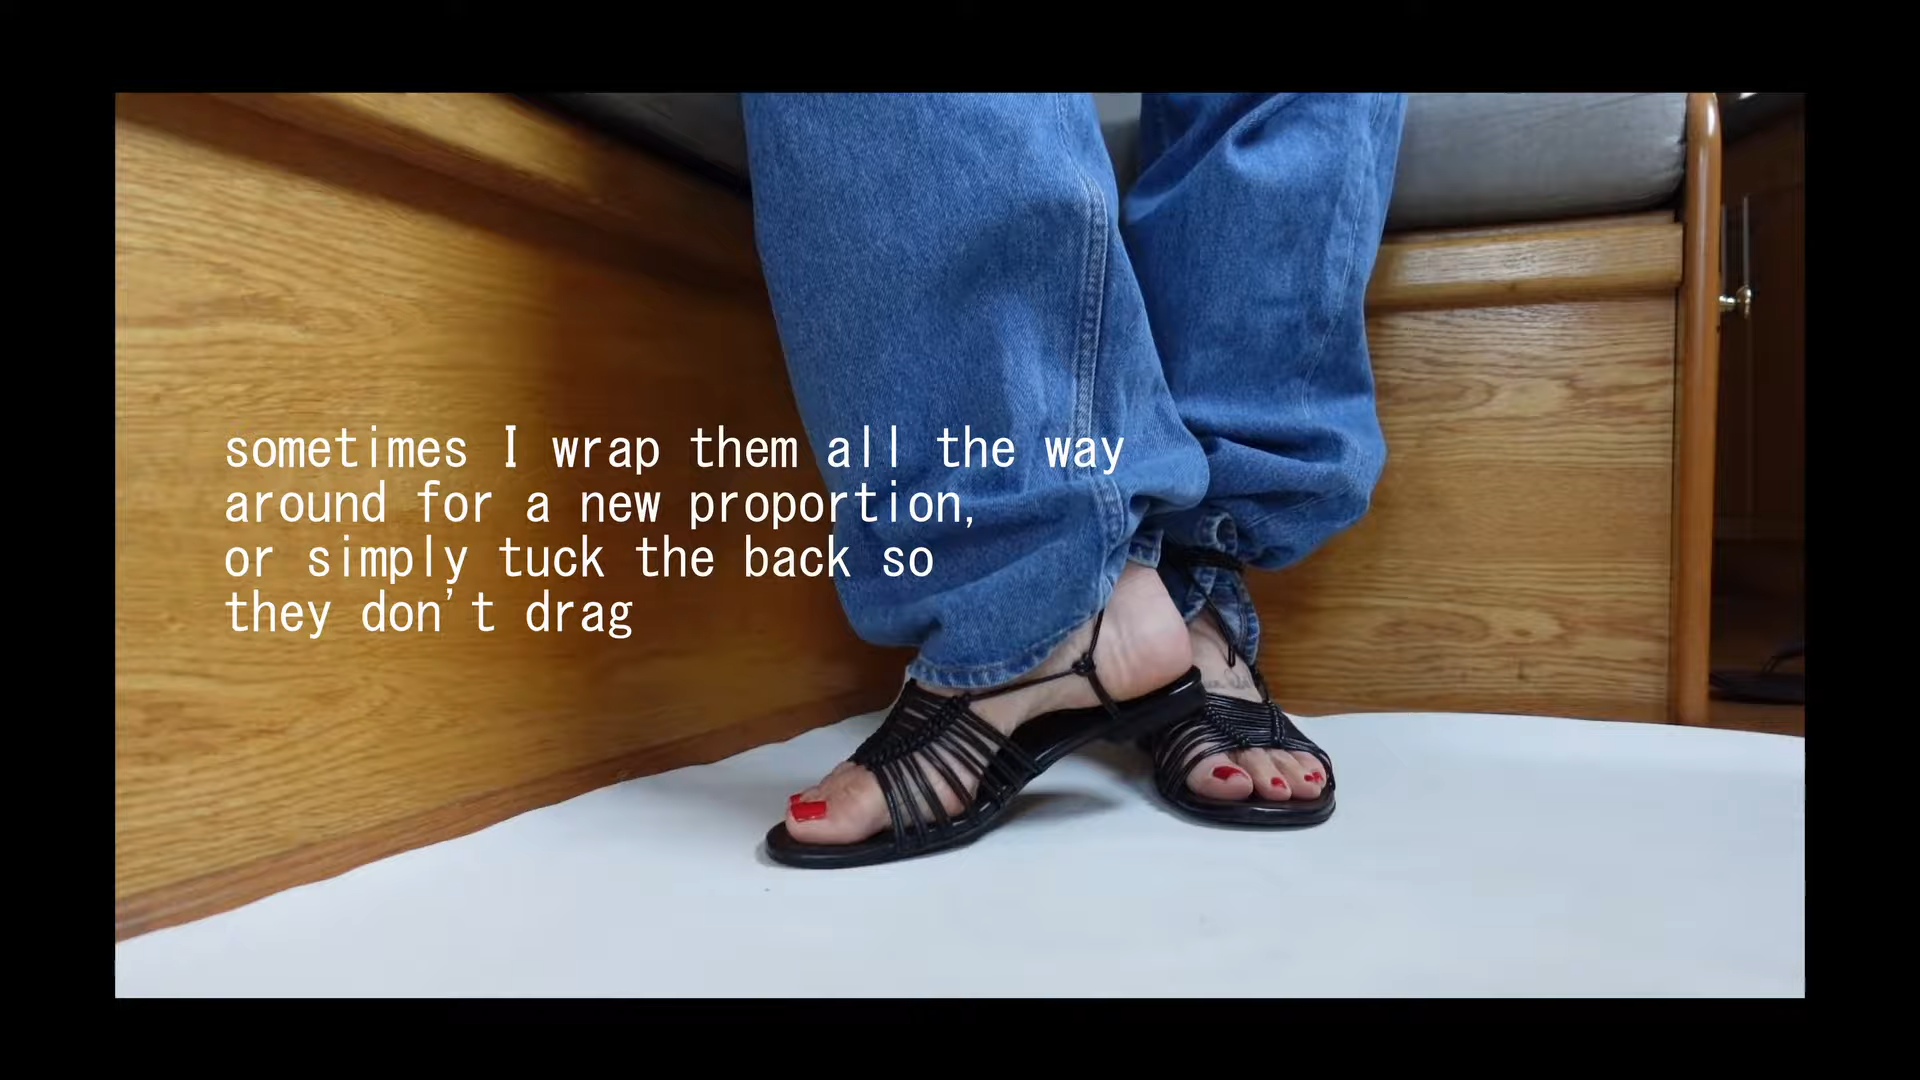 sometimes I wrap them all the way
around for a new proportion,
or simply tuck the back so
they don't drag